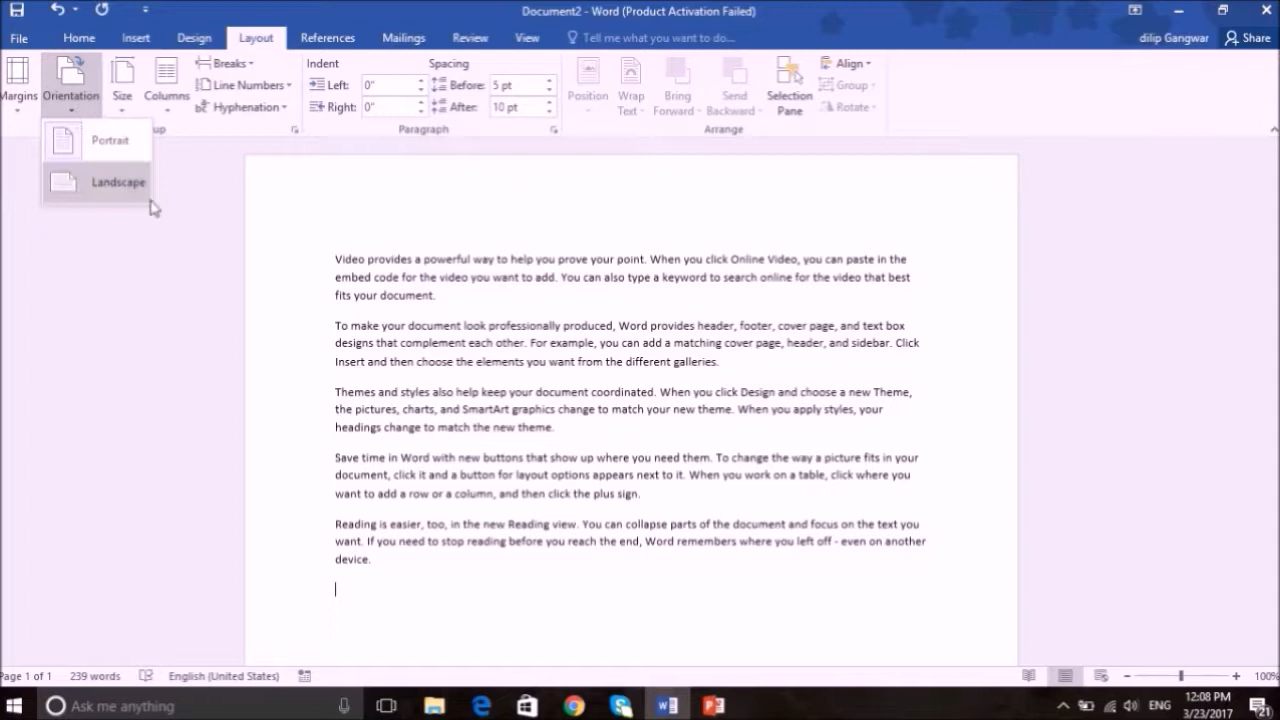 Document2 - Word (Product Activation Failed)
File Home Insert Design Layout References Mailings Review View Tell me what you want to do... dilip Gangwar Share
Margins Orientation Size Columns
Breaks
Line Numbers
Hyphenation
Indent
Left: 0"
Right: 0"
Spacing
Before: 5 pt
After: 10 pt
Paragraph
Position Wrap Text Bring Forward Send Backward Selection Pane
Align
Group
Rotate
Arrange
up
Portrait
Landscape
Video provides a powerful way to help you prove your point. When you click Online Video, you can paste in the
embed code for the video you want to add. You can also type a keyword to search online for the video that best
fits your document.
To make your document look professionally produced, Word provides header, footer, cover page, and text box
designs that complement each other. For example, you can add a matching cover page, header, and sidebar. Click
Insert and then choose the elements you want from the different galleries.
Themes and styles also help keep your document coordinated. When you click Design and choose a new Theme,
the pictures, charts, and SmartArt graphics change to match your new theme. When you apply styles, your
headings change to match the new theme.
Save time in Word with new buttons that show up where you need them. To change the way a picture fits in your
document, click it and a button for layout options appears next to it. When you work on a table, click where you
want to add a row or a column, and then click the plus sign.
Reading is easier, too, in the new Reading view. You can collapse parts of the document and focus on the text you
want. If you need to stop reading before you reach the end, Word remembers where you left off - even on another
device.
Page 1 of 1 239 words English (United States) 100%
Ask me anything ENG 12:08 PM
3/23/2017 21